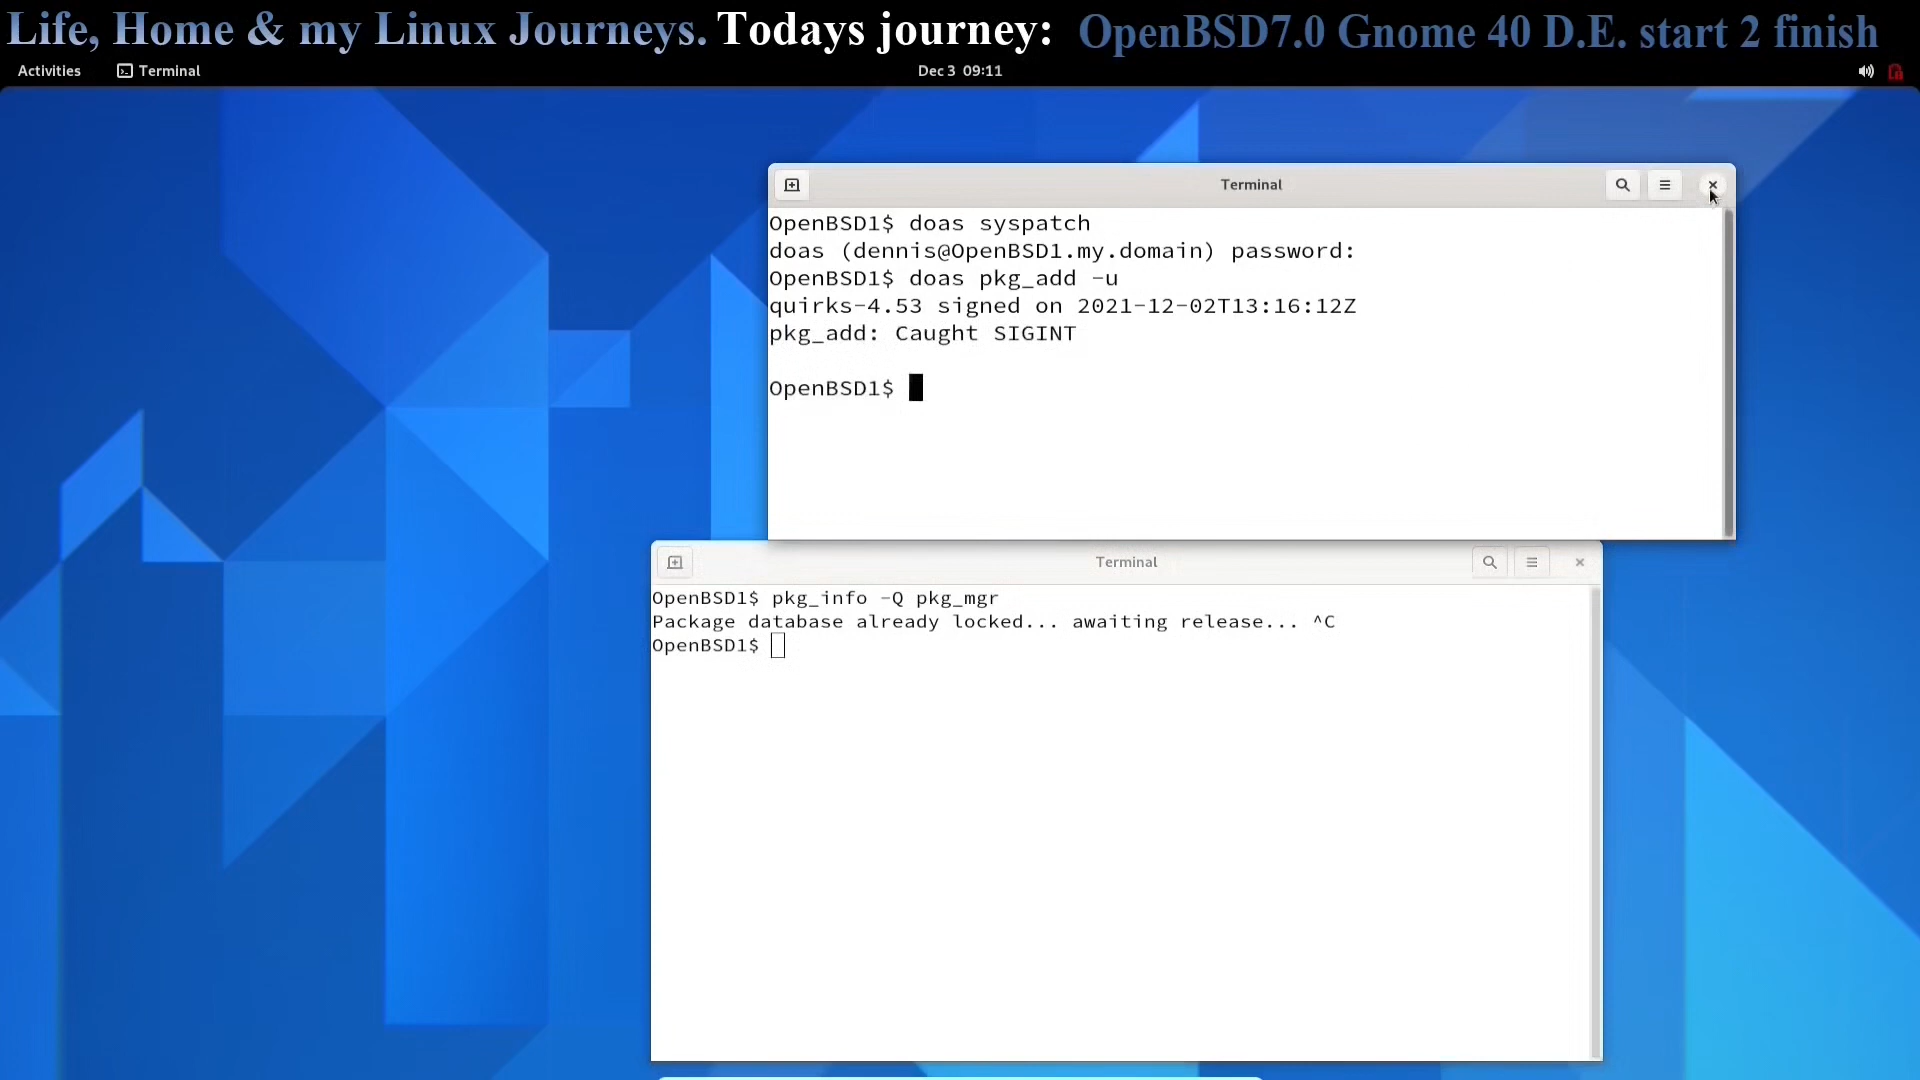 Life, Home & my Linux Journeys. Todays journey: OpenBSD7.0 Gnome 40 D.E. start 2 finish
Activities Terminal Dec 3 09:11
Terminal
OpenBSD1$ doas syspatch
doas (dennis@OpenBSD1.my.domain) password:
OpenBSD1$ doas pkg_add -u
quirks-4.53 signed on 2021-12-02T13:16:12Z
pkg_add: Caught SIGINT
OpenBSD1$
Terminal
OpenBSD1$ pkg_info -Q pkg_mgr
Package database already locked... awaiting release... ^C
OpenBSD1$